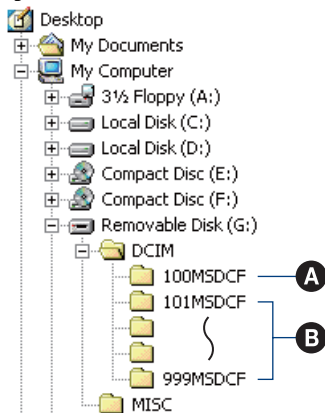 Desktop
My Documents
My Computer
3½ Floppy (A:)
Local Disk (C:)
Local Disk (D:)
Compact Disc (E:)
Compact Disc (F:)
Removable Disk (G:)
DCIM
100MSDCF A
101MSDCF
B
999MSDCF
MISC